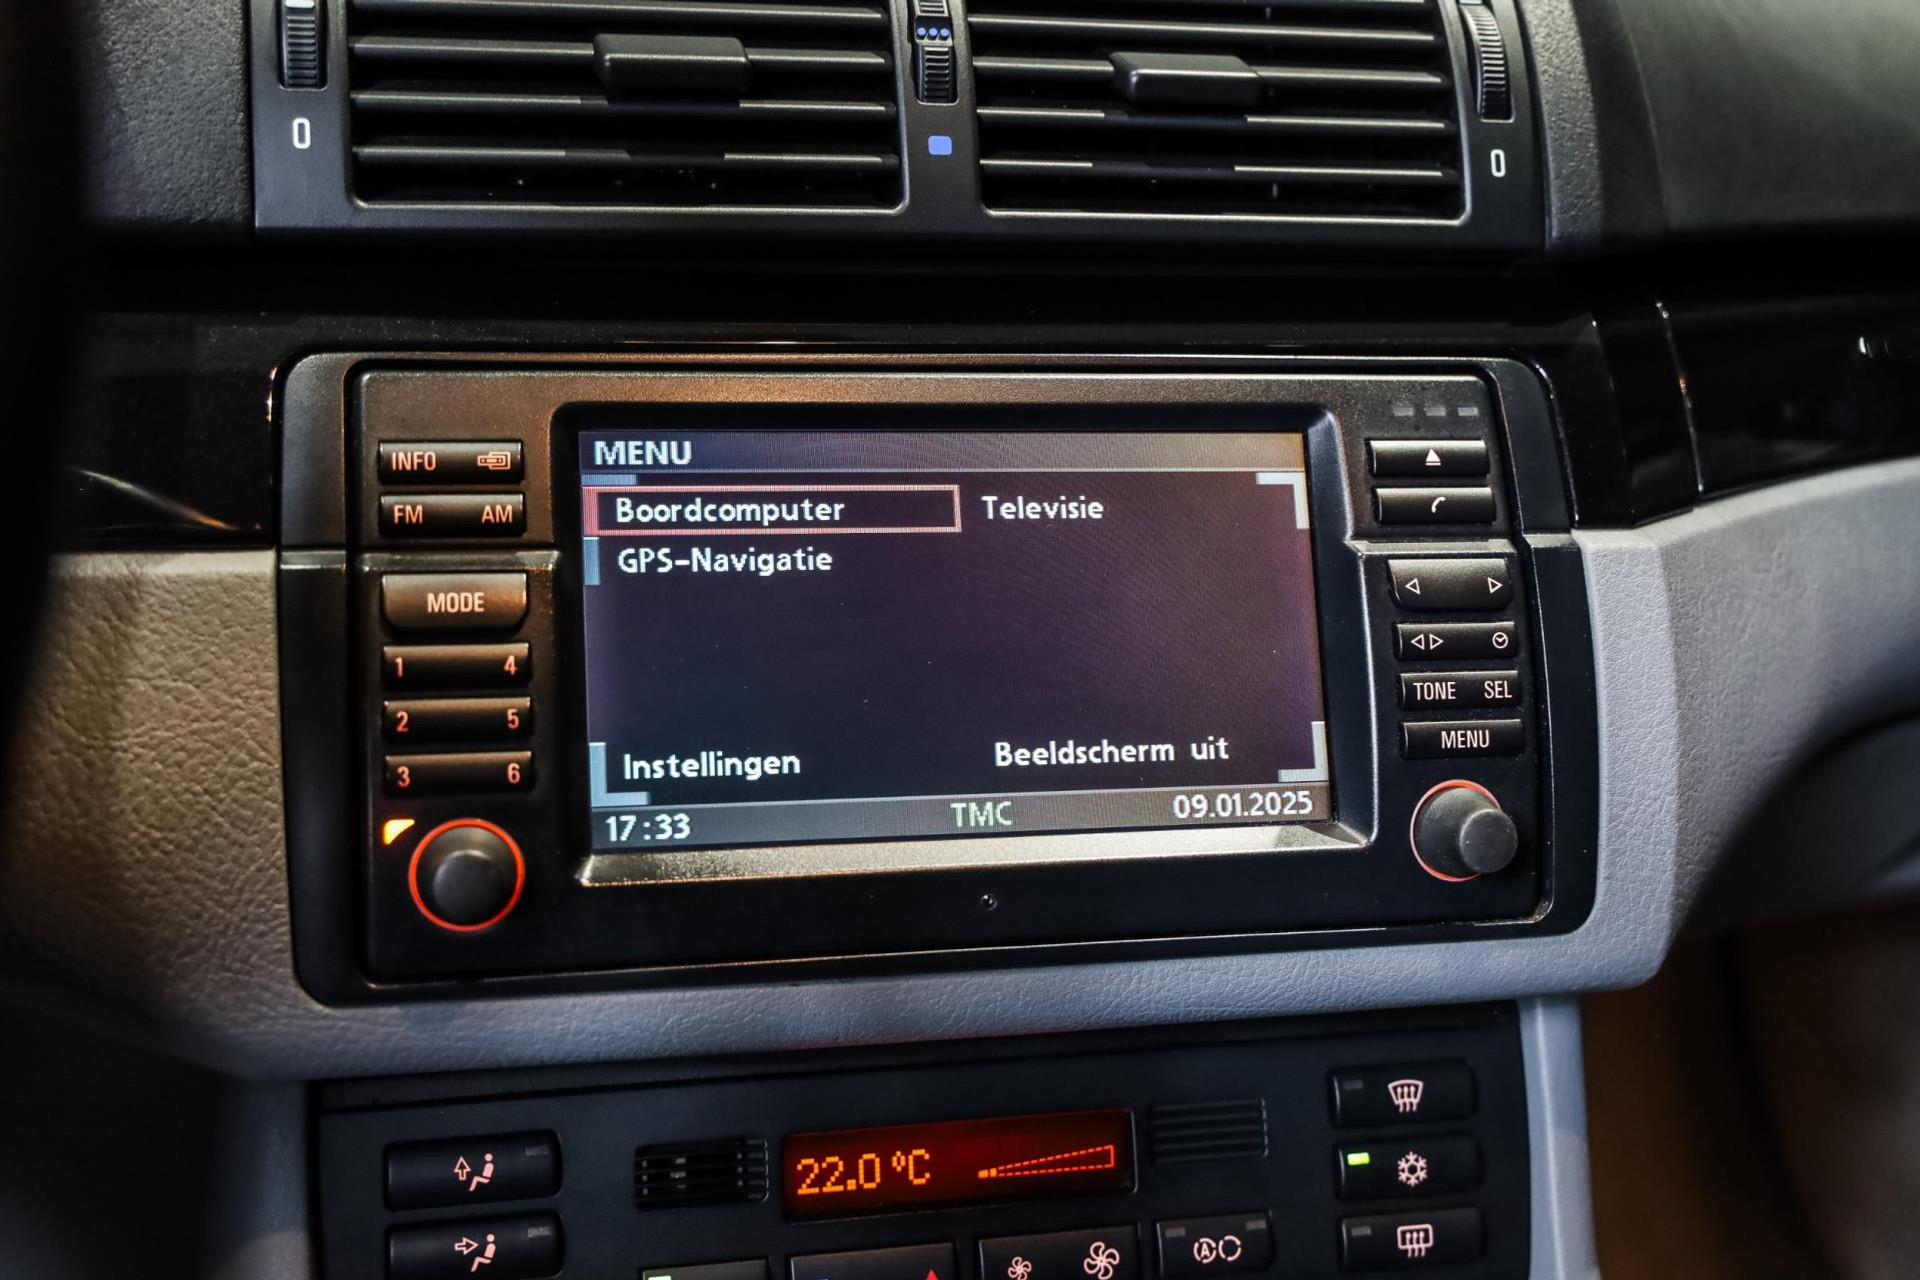 0
0
INFO
FM AM
MODE
1 4
2 5
3 6
MENU
Boordcomputer Televisie
GPS-Navigatie
Instellingen Beeldscherm uit
17:33 TMC 09.01.2025
TONE SEL
MENU
22.0 °C
A